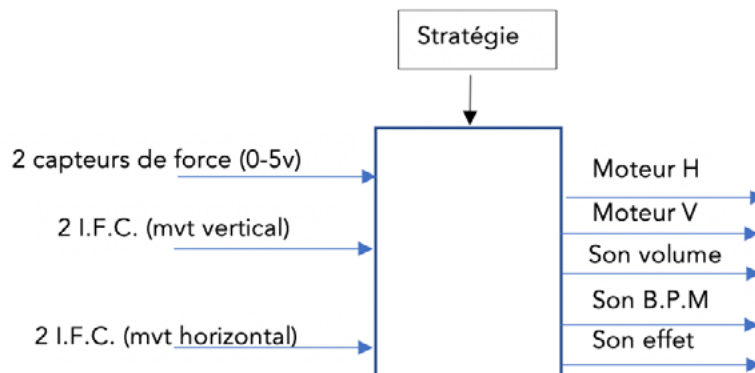 Stratégie
2 capteurs de force (0-5v)
2 I.F.C. (mvt vertical)
2 I.F.C. (mvt horizontal)
Moteur H
Moteur V
Son volume
Son B.P.M
Son effet